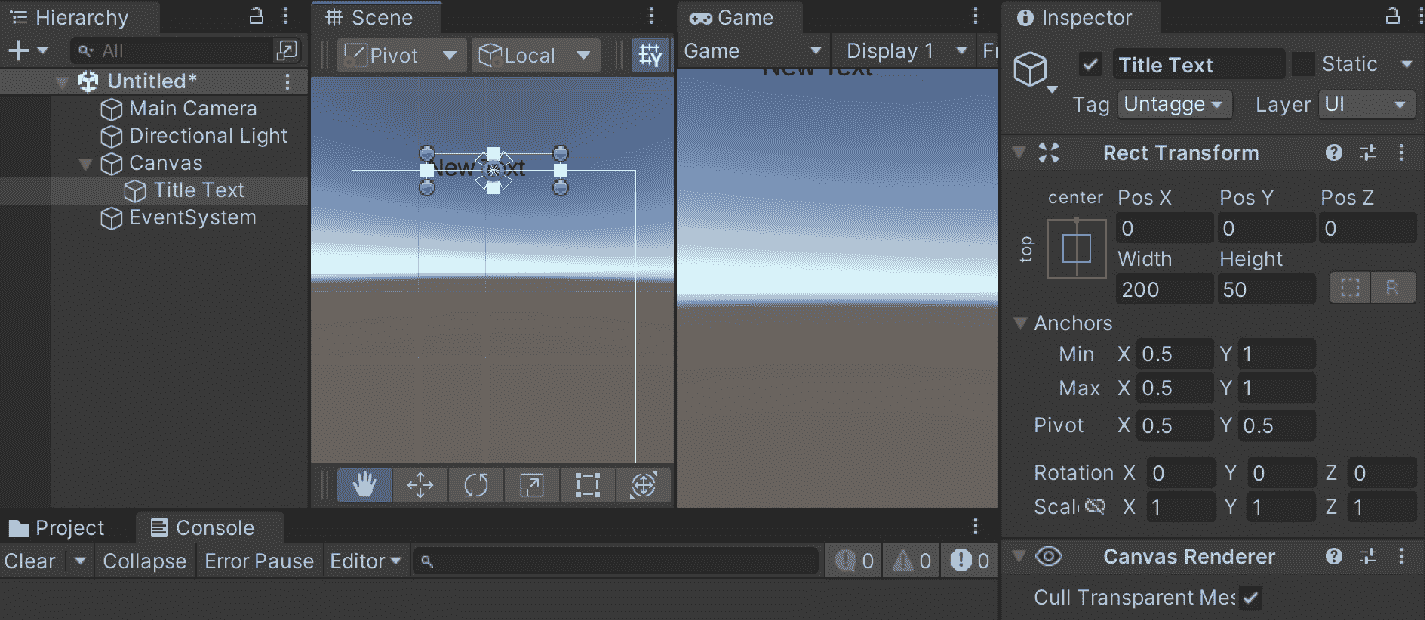 Hierarchy
All
Untitled*
Main Camera
Directional Light
Canvas
Title Text
EventSystem
Scene
Pivot
Local
New Text
Game
Game Display 1 Fr
New Text
Inspector
Title Text Static
Tag Untagge Layer UI
Rect Transform
center Pos X Pos Y Pos Z
top
0 0 0
Width Height
200 50 R
Anchors
Min X 0.5 Y 1
Max X 0.5 Y 1
Pivot X 0.5 Y 0.5
Rotation X 0 Y 0 Z 0
Scal X 1 Y 1 Z 1
Canvas Renderer
Cull Transparent Mes
Project Console
Clear Collapse Error Pause Editor 0 0 0